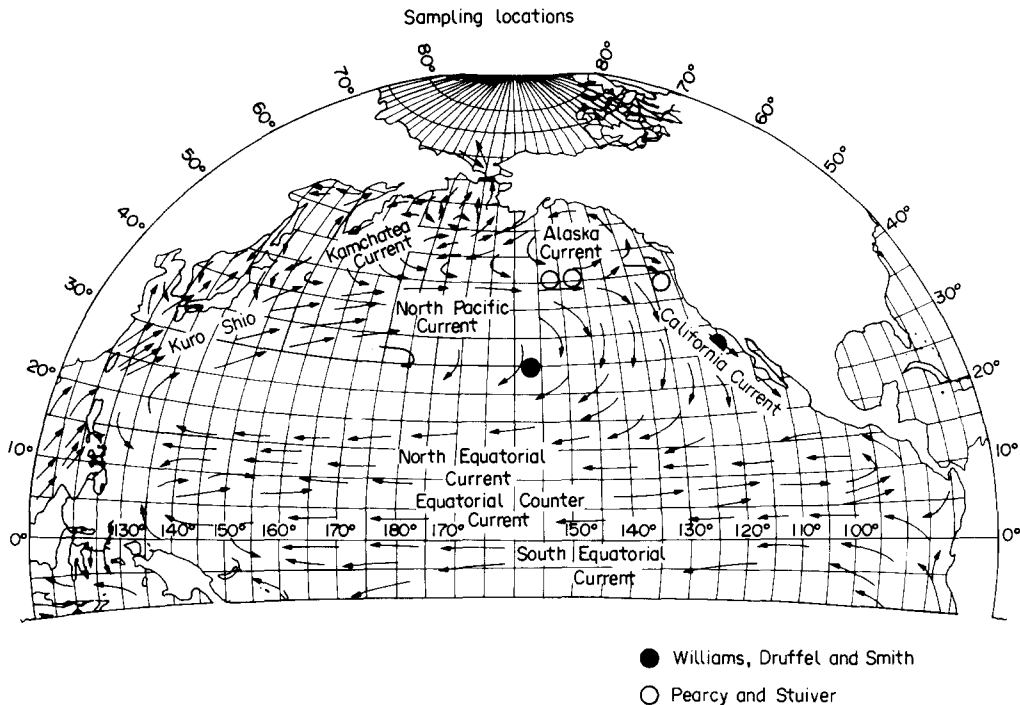 Sampling locations
80°
80°
70°
70°
60°
60°
50°
50°
40°
40°
30°
30°
20°
20°
10°
10°
0°
0°
Kamchatea
Current
Alaska
Current
North Pacific
Current
Kuro Shio
California Current
North Equatorial
Current
Equatorial Counter
Current
130° 140° 150° 160° 170° 180° 170° 150° 140° 130° 120° 110° 100°
South Equatorial
Current
Williams, Druffel and Smith
Pearcy and Stuiver